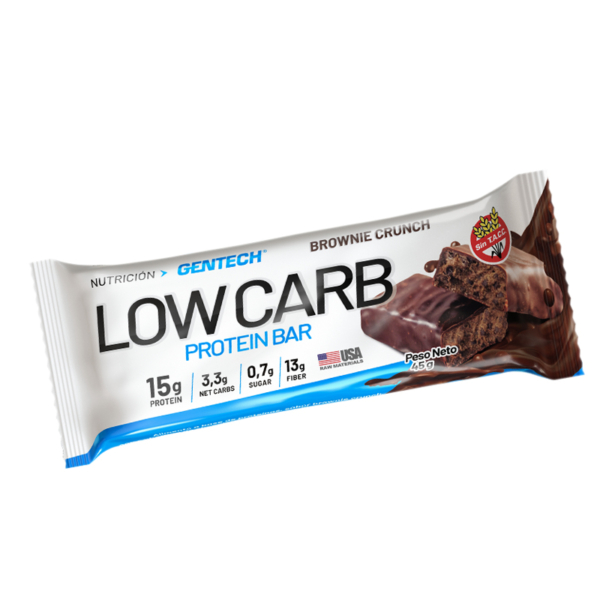 NUTRICIÓN > GENTECH®
BROWNIE CRUNCH
LOW CARB
PROTEIN BAR
15g PROTEIN
3,3g NET CARBS
0,7g SUGAR
13g FIBER
USA
RAW MATERIALS
Sin T.A.C.C.
Peso Neto
45 g